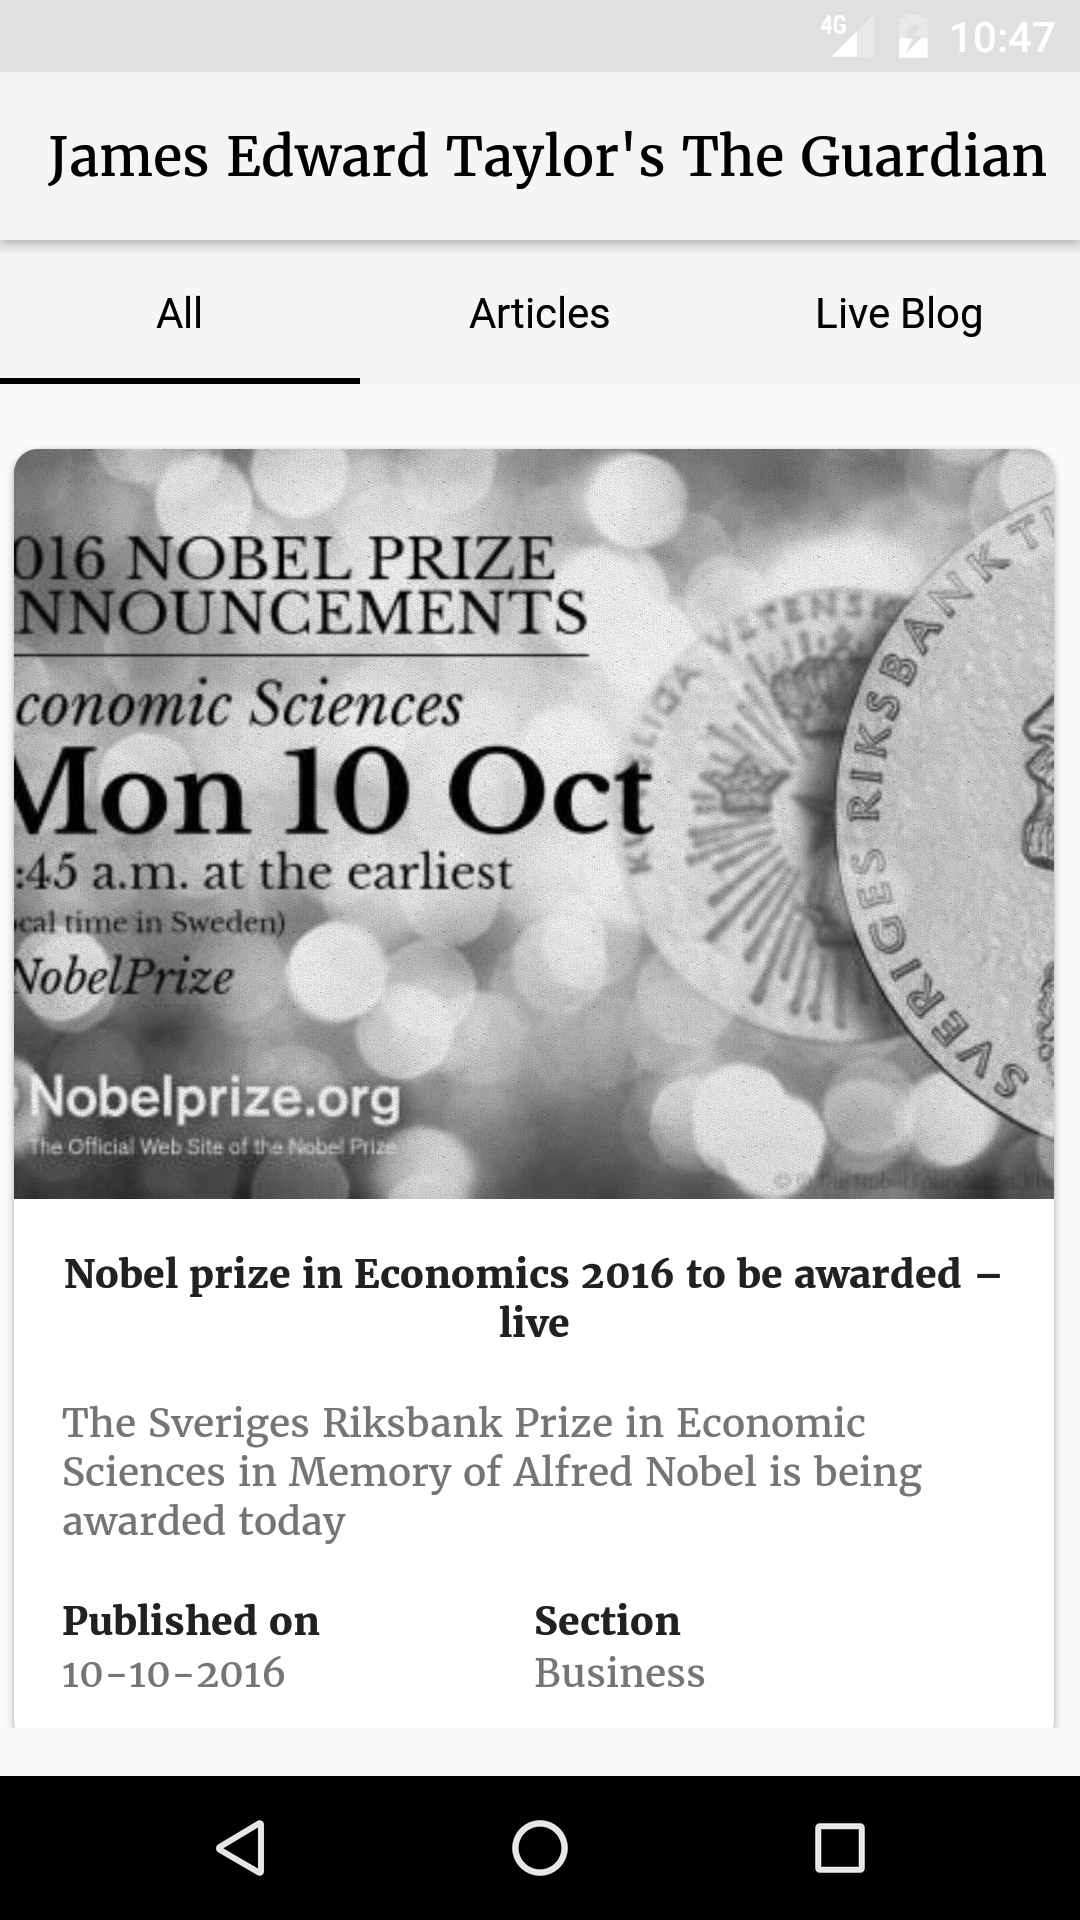 4G 10:47
James Edward Taylor's The Guardian
All Articles Live Blog
016 NOBEL PRIZE
NNOUNCEMENTS
conomic Sciences
Mon 10 Oct
:45 a.m. at the earliest
cal time in Sweden)
NobelPrize
Nobelprize.org
The Official Web Site of the Nobel Prize
VETENSK
SVERIGES RIKSBANK
Nobel prize in Economics 2016 to be awarded –
live
The Sveriges Riksbank Prize in Economic
Sciences in Memory of Alfred Nobel is being
awarded today
Published on Section
10-10-2016 Business